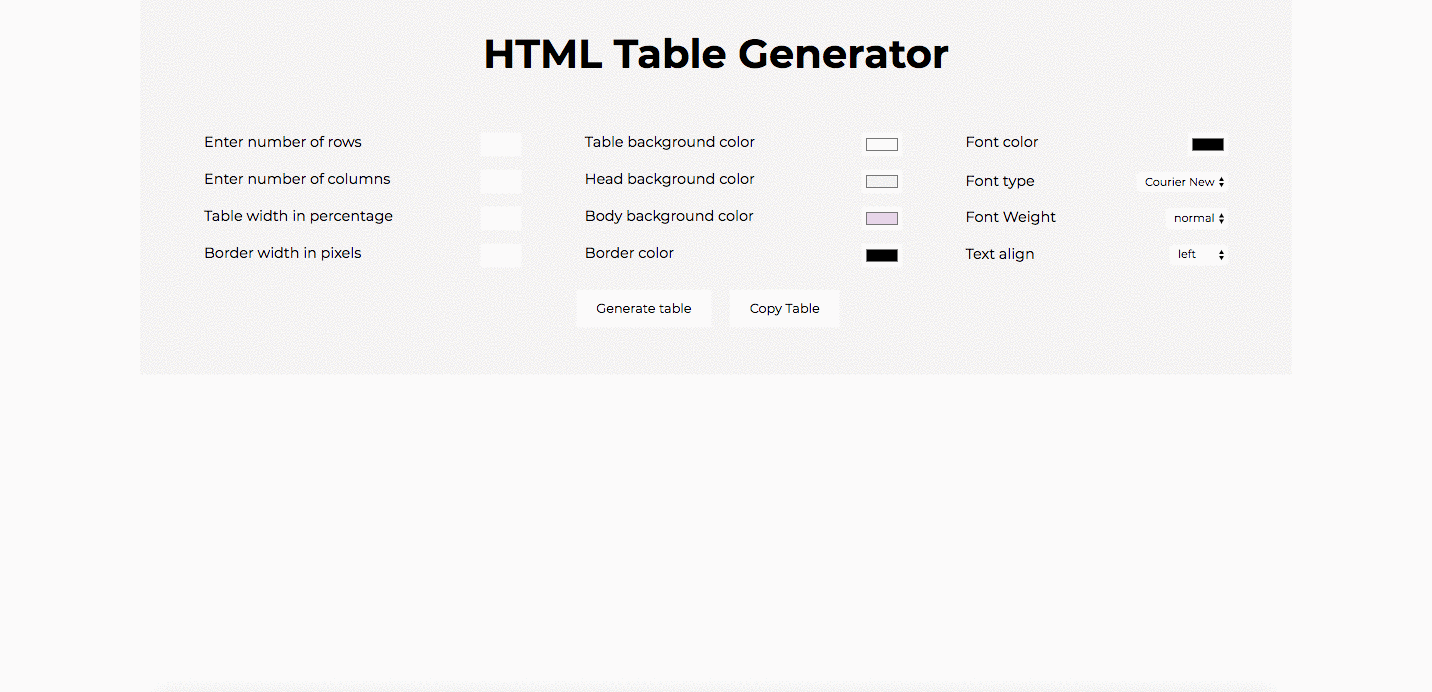 HTML Table Generator
Enter number of rows
Enter number of columns
Table width in percentage
Border width in pixels
Table background color
Head background color
Body background color
Border color
Font color
Font type Courier New
Font Weight normal
Text align left
Generate table Copy Table